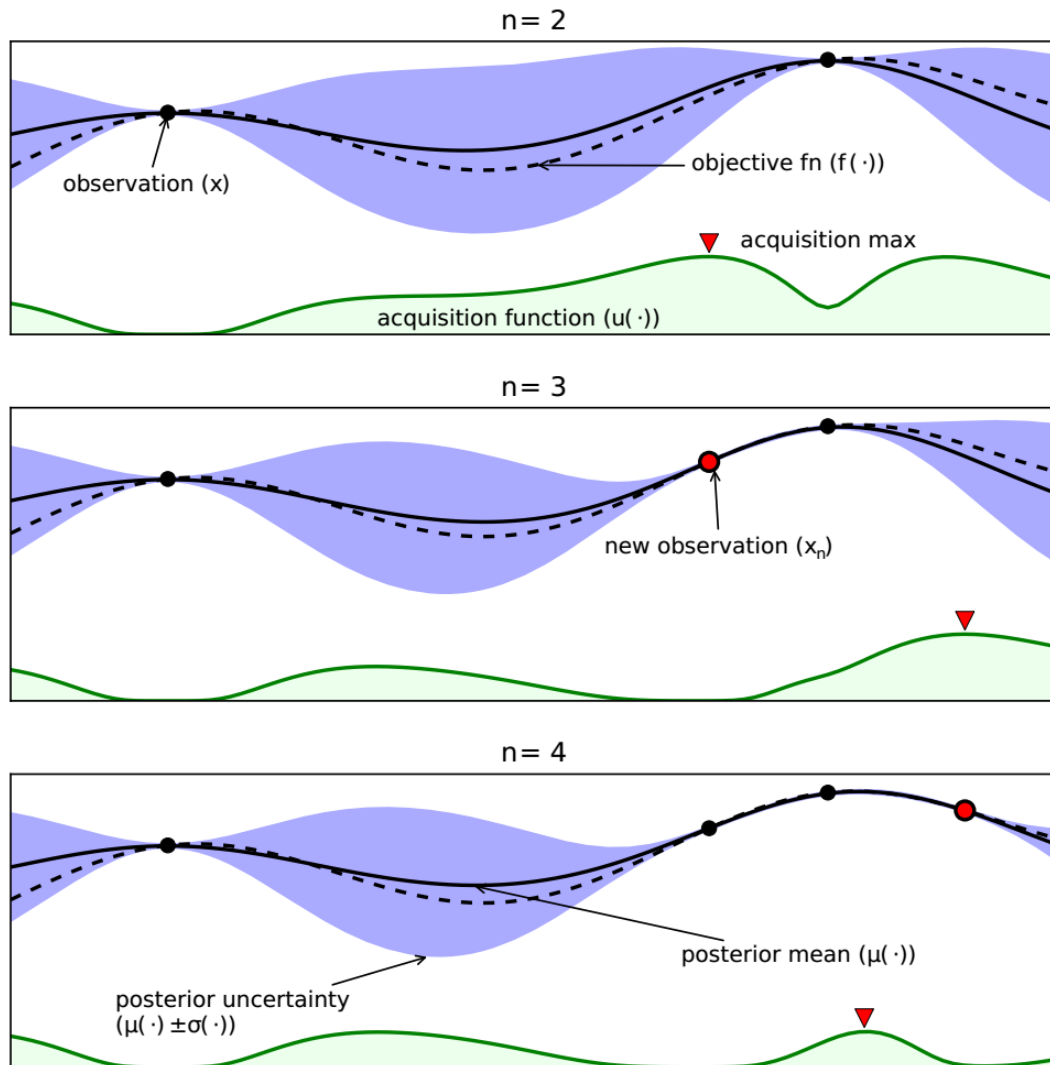 n= 2
observation (x)
objective fn (f(·))
acquisition max
acquisition function (u(·))
n= 3
new observation (xₙ)
n= 4
posterior mean (μ(·))
posterior uncertainty
(μ(·) ±σ(·))